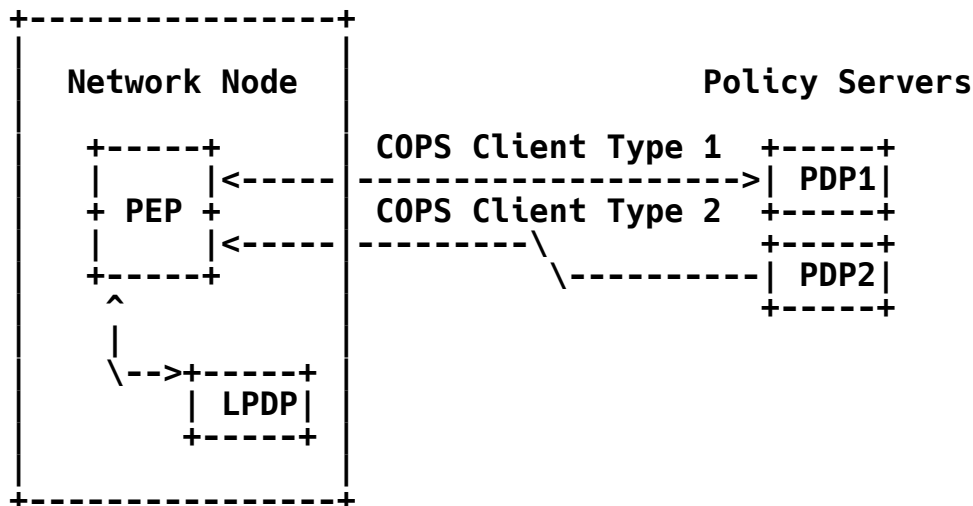 +----------------+
|                |
|  Network Node  |                  Policy Servers
|                |
|   +-----+      | COPS Client Type 1  +-----+
|   |     |<-----|-------------------->| PDP1|
|   + PEP +      | COPS Client Type 2  +-----+
|   |     |<-----|---------\           +-----+
|   +-----+      |          \----------| PDP2|
|    ^           |                     +-----+
|    |           |
|    \-->+-----+ |
|        | LPDP| |
|        +-----+ |
|                |
+----------------+